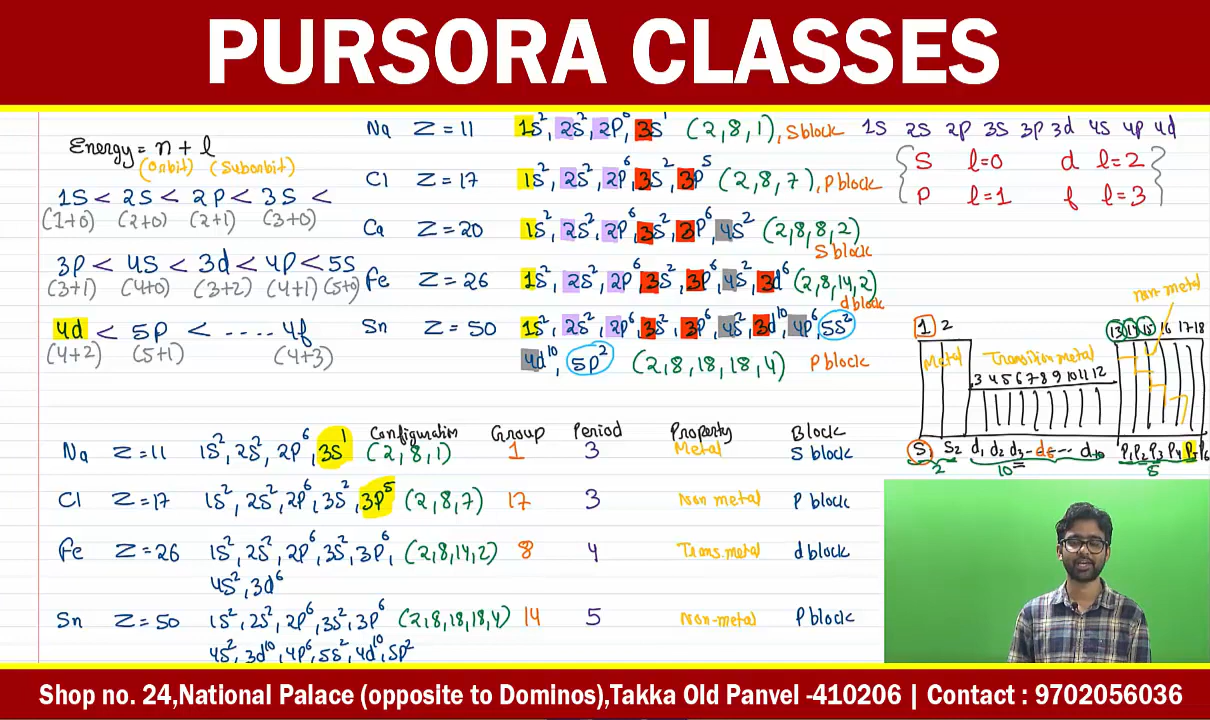 PURSORA CLASSES
Energy = n + l
(Orbit) (Suborbit)
1S < 2S < 2P < 3S <
(1+0) (2+0) (2+1) (3+0)
3P < 4S < 3d < 4P < 5S
(3+1) (4+0) (3+2) (4+1) (5+0)
4d < 5P < .... 4f
(4+2) (5+1) (4+3)
Na Z = 11 1S², 2S², 2P⁶, 3S¹ (2,8,1), S block
Cl Z = 17 1S², 2S², 2P⁶, 3S², 3P⁵ (2,8,7), P block
Ca Z = 20 1S², 2S², 2P⁶, 3S², 3P⁶, 4S² (2,8,8,2)
S block
Fe Z = 26 1S², 2S², 2P⁶, 3S², 3P⁶, 4S², 3d⁶ (2,8,14,2)
d block
Sn Z = 50 1S², 2S², 2P⁶, 3S², 3P⁶, 4S², 3d¹⁰, 4P⁶, 5S²
4d¹⁰, 5P² (2,8,18,18,4) P block
1S 2S 2P 3S 3P 3d 4S 4P 4d
S l=0 d l=2
P l=1 f l=3
non-metal
1 2 13 14 15 16 17 18
Metal Transition metal
3 4 5 6 7 8 9 10 11 12
S₁ S₂ d₁ d₂ d₃ - d₆ ... d₁₀ P₁ P₂ P₃ P₄ P₅ P₆
2 10 8
Configuration Group Period Property Block
Na Z = 11 1S², 2S², 2P⁶, 3S¹ (2,8,1) 1 3 Metal S block
Cl Z = 17 1S², 2S², 2P⁶, 3S², 3P⁵ (2,8,7) 17 3 Non metal P block
Fe Z = 26 1S², 2S², 2P⁶, 3S², 3P⁶, (2,8,14,2) 8 4 Trans. metal d block
4S², 3d⁶
Sn Z = 50 1S², 2S², 2P⁶, 3S², 3P⁶ (2,8,18,18,4) 14 5 Non-metal P block
4S², 3d¹⁰, 4P⁶, 5S², 4d¹⁰, 5P²
Shop no. 24,National Palace (opposite to Dominos),Takka Old Panvel -410206 | Contact : 9702056036